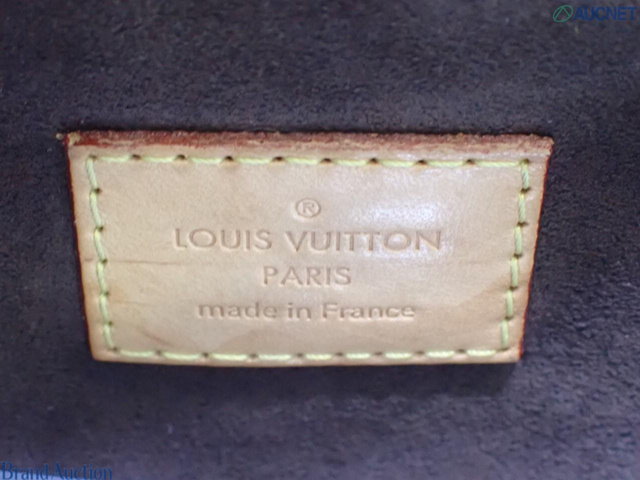 AUCNET
®
LOUIS VUITTON
PARIS
made in France
Brand Auction